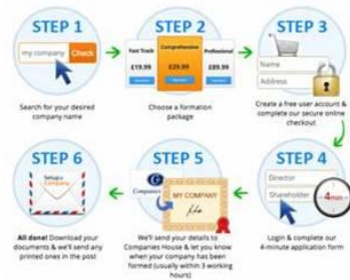 STEP 1
my company Check
Search for your desired
company name
STEP 2
Fast Track Comprehensive Professional
£19.99 £29.99 £89.99
Choose a formation
package
STEP 3
Name
Address
Create a free user account &
complete our secure online
checkout
STEP 4
Director
Shareholder
4min
Login & complete our
4-minute application form
STEP 5
Companies
MY COMPANY
We'll send your details to
Companies House & let you know
when your company has been
formed (usually within 3 working
hours)
STEP 6
Setup a
Company
All done! Download your
documents & we'll send any
printed ones in the post